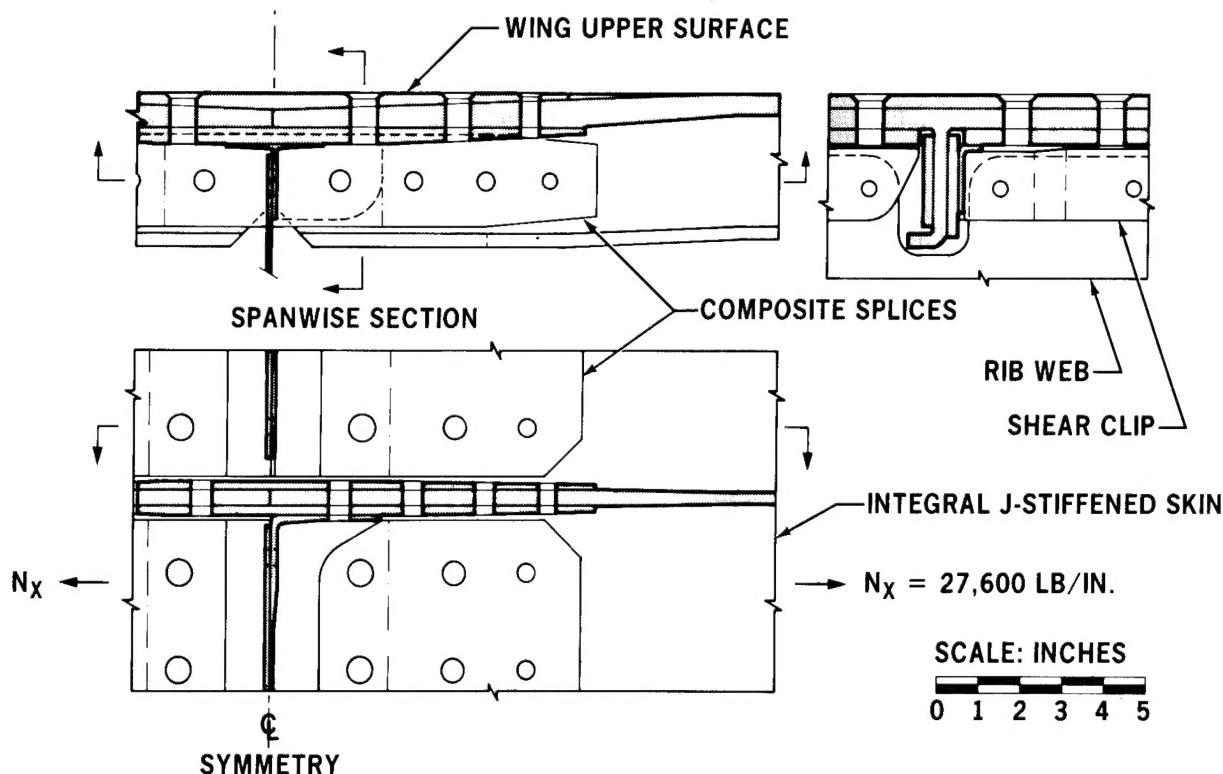 WING UPPER SURFACE
SPANWISE SECTION
COMPOSITE SPLICES
RIB WEB
SHEAR CLIP
INTEGRAL J-STIFFENED SKIN
N_X
N_X = 27,600 LB/IN.
SCALE: INCHES
0 1 2 3 4 5
℄
SYMMETRY